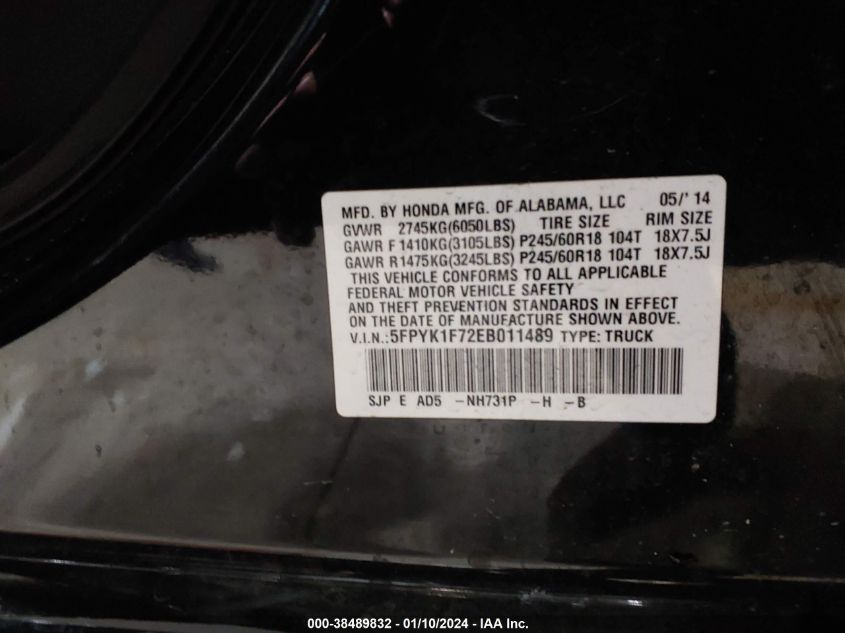 MFD. BY HONDA MFG. OF ALABAMA, LLC 05/'14
GVWR 2745KG(6050LBS) TIRE SIZE RIM SIZE
GAWR F1410KG(3105LBS) P245/60R18 104T 18X7.5J
GAWR R1475KG(3245LBS) P245/60R18 104T 18X7.5J
THIS VEHICLE CONFORMS TO ALL APPLICABLE
FEDERAL MOTOR VEHICLE SAFETY
AND THEFT PREVENTION STANDARDS IN EFFECT
ON THE DATE OF MANUFACTURE SHOWN ABOVE.
V.I.N.:5FPYK1F72EB011489 TYPE: TRUCK
SJP E AD5 -NH731P -H -B
000-38489832 - 01/10/2024 - IAA Inc.